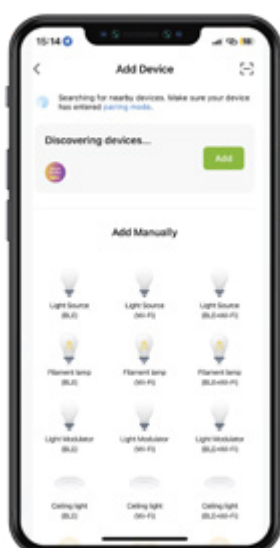 15:14
Add Device
Searching for nearby devices. Make sure your device
has entered pairing mode.
Discovering devices...
Add
Add Manually
Light Source Light Source Light Source
(BLE) (Wi-Fi) (BLE+Wi-Fi)
Filament lamp Filament lamp Filament lamp
(BLE) (Wi-Fi) (BLE+Wi-Fi)
Light Modulator Light Modulator Light Modulator
(BLE) (Wi-Fi) (BLE+Wi-Fi)
Ceiling light Ceiling light Ceiling light
(BLE) (Wi-Fi) (BLE+Wi-Fi)